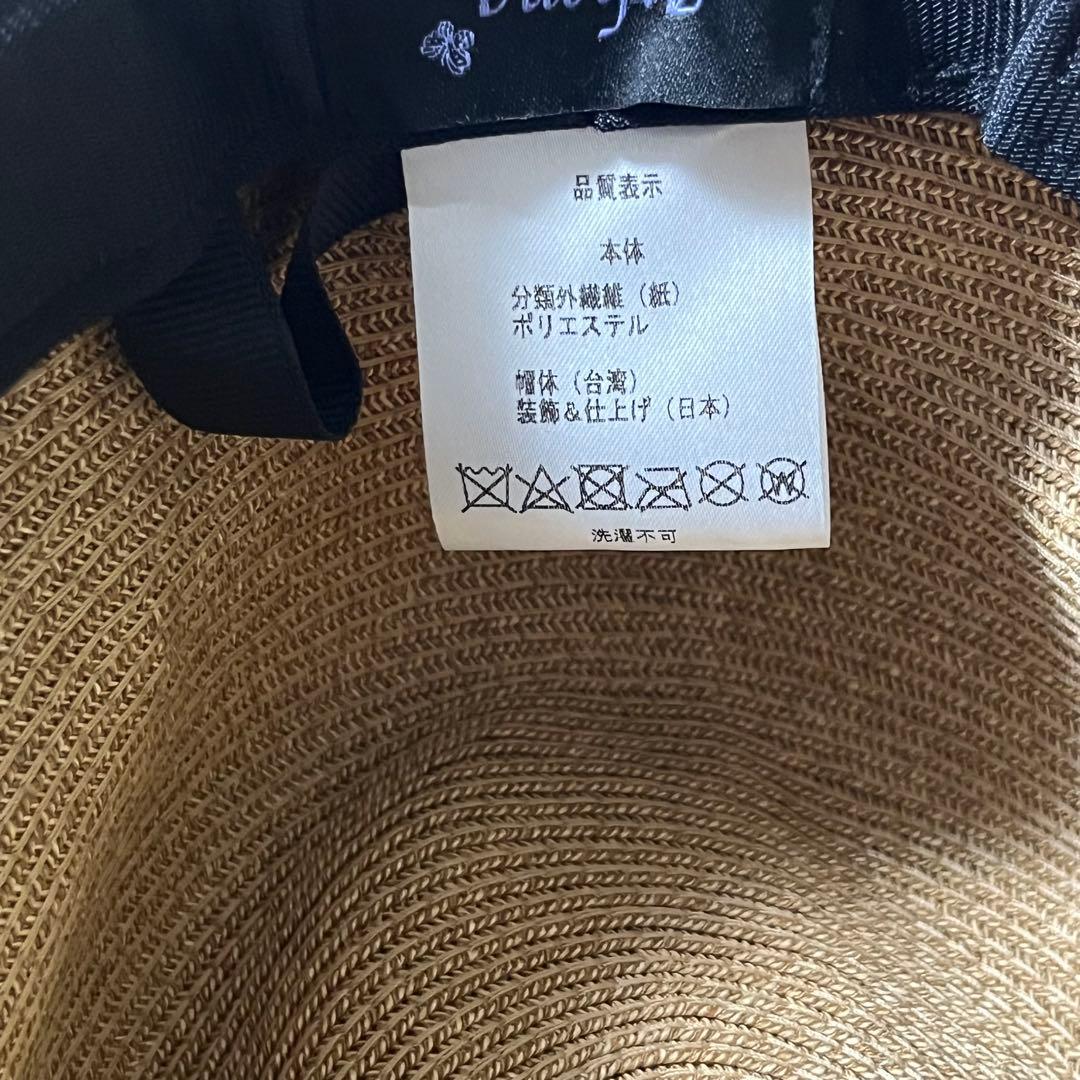 品質表示
本体
分類外繊維（紙）
ポリエステル
帽体（台湾）
装飾&仕上げ（日本）
洗濯不可